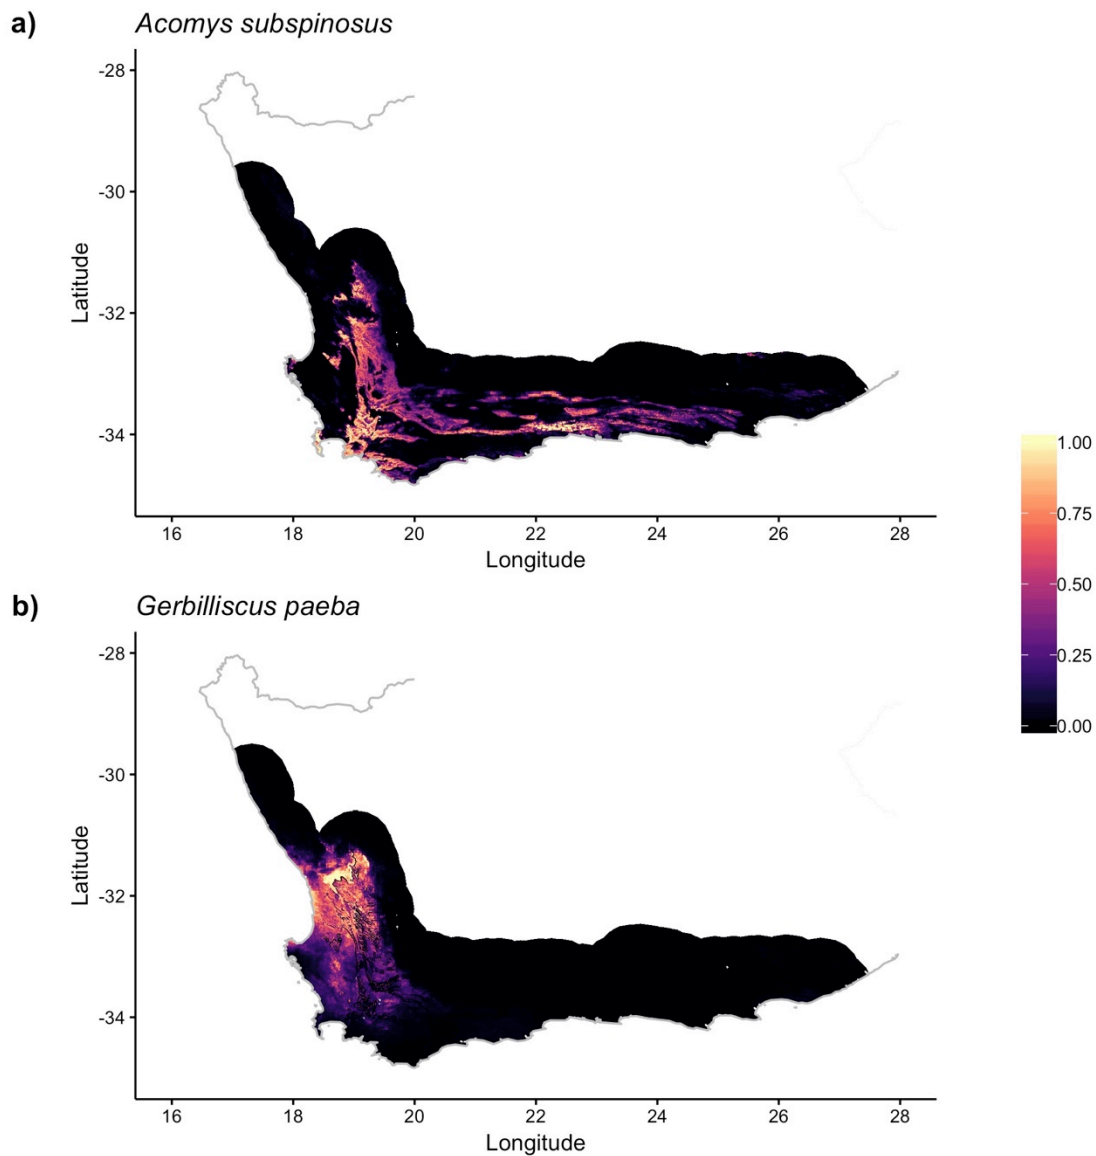 a)
Acomys subspinosus
-28
-30
-32
-34
Latitude
16 18 20 22 24 26 28
Longitude
1.00
0.75
0.50
0.25
0.00
b)
Gerbilliscus paeba
-28
-30
-32
-34
Latitude
16 18 20 22 24 26 28
Longitude